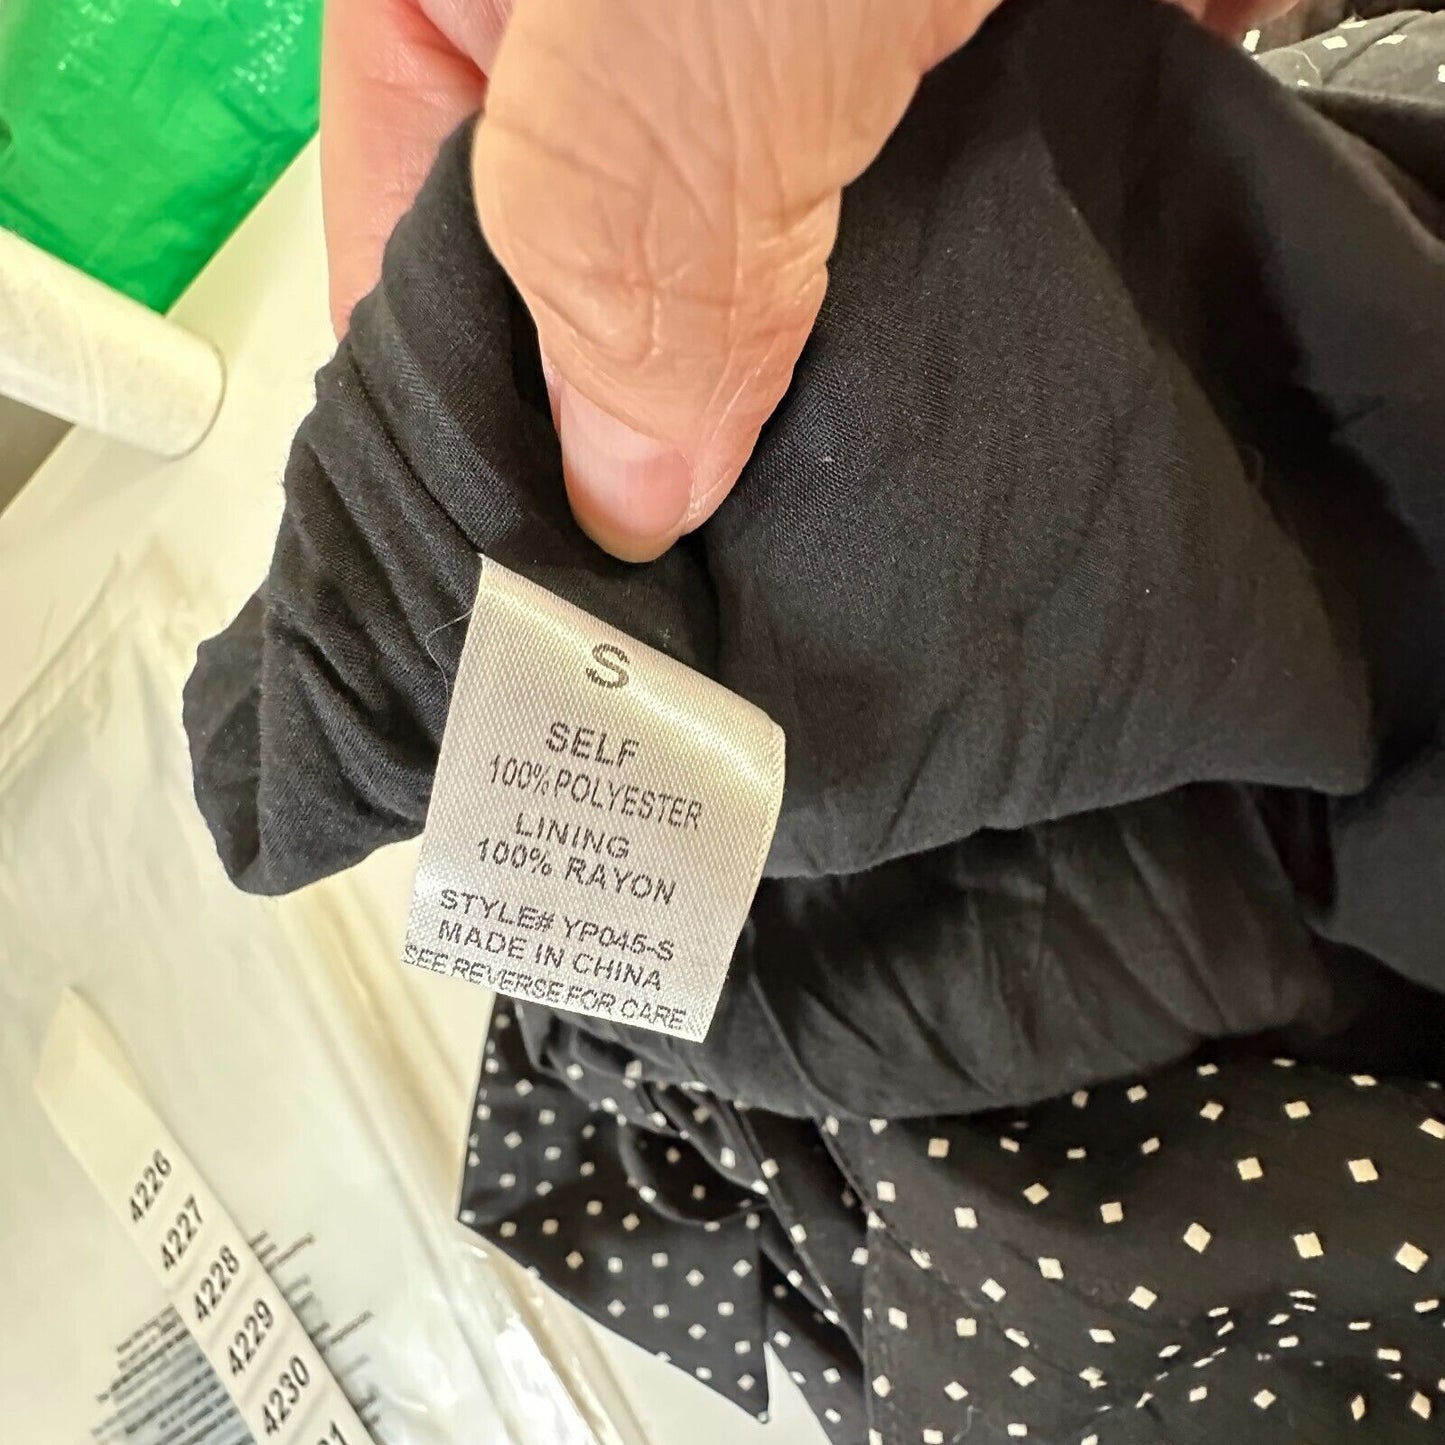 S
SELF
100% POLYESTER
LINING
100% RAYON
STYLE# YP045-S
MADE IN CHINA
SEE REVERSE FOR CARE
4226
4227
4228
4229
4230